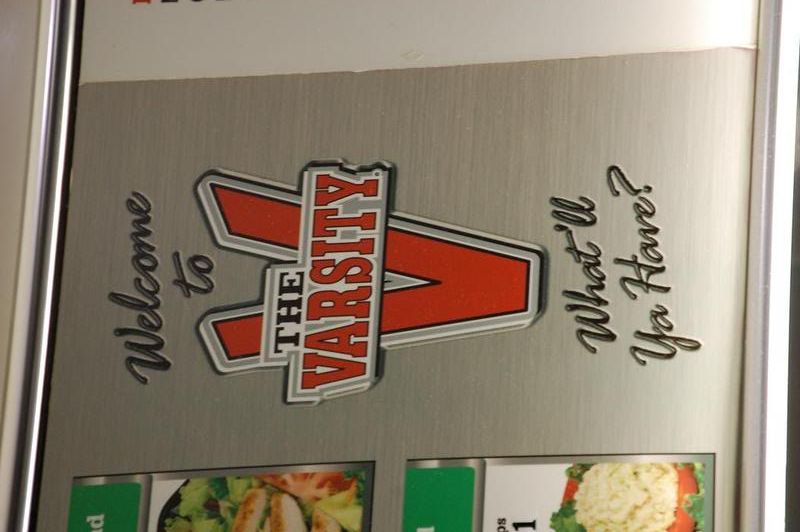 Welcome
to
THE
VARSITY
What'll
Ya Have?